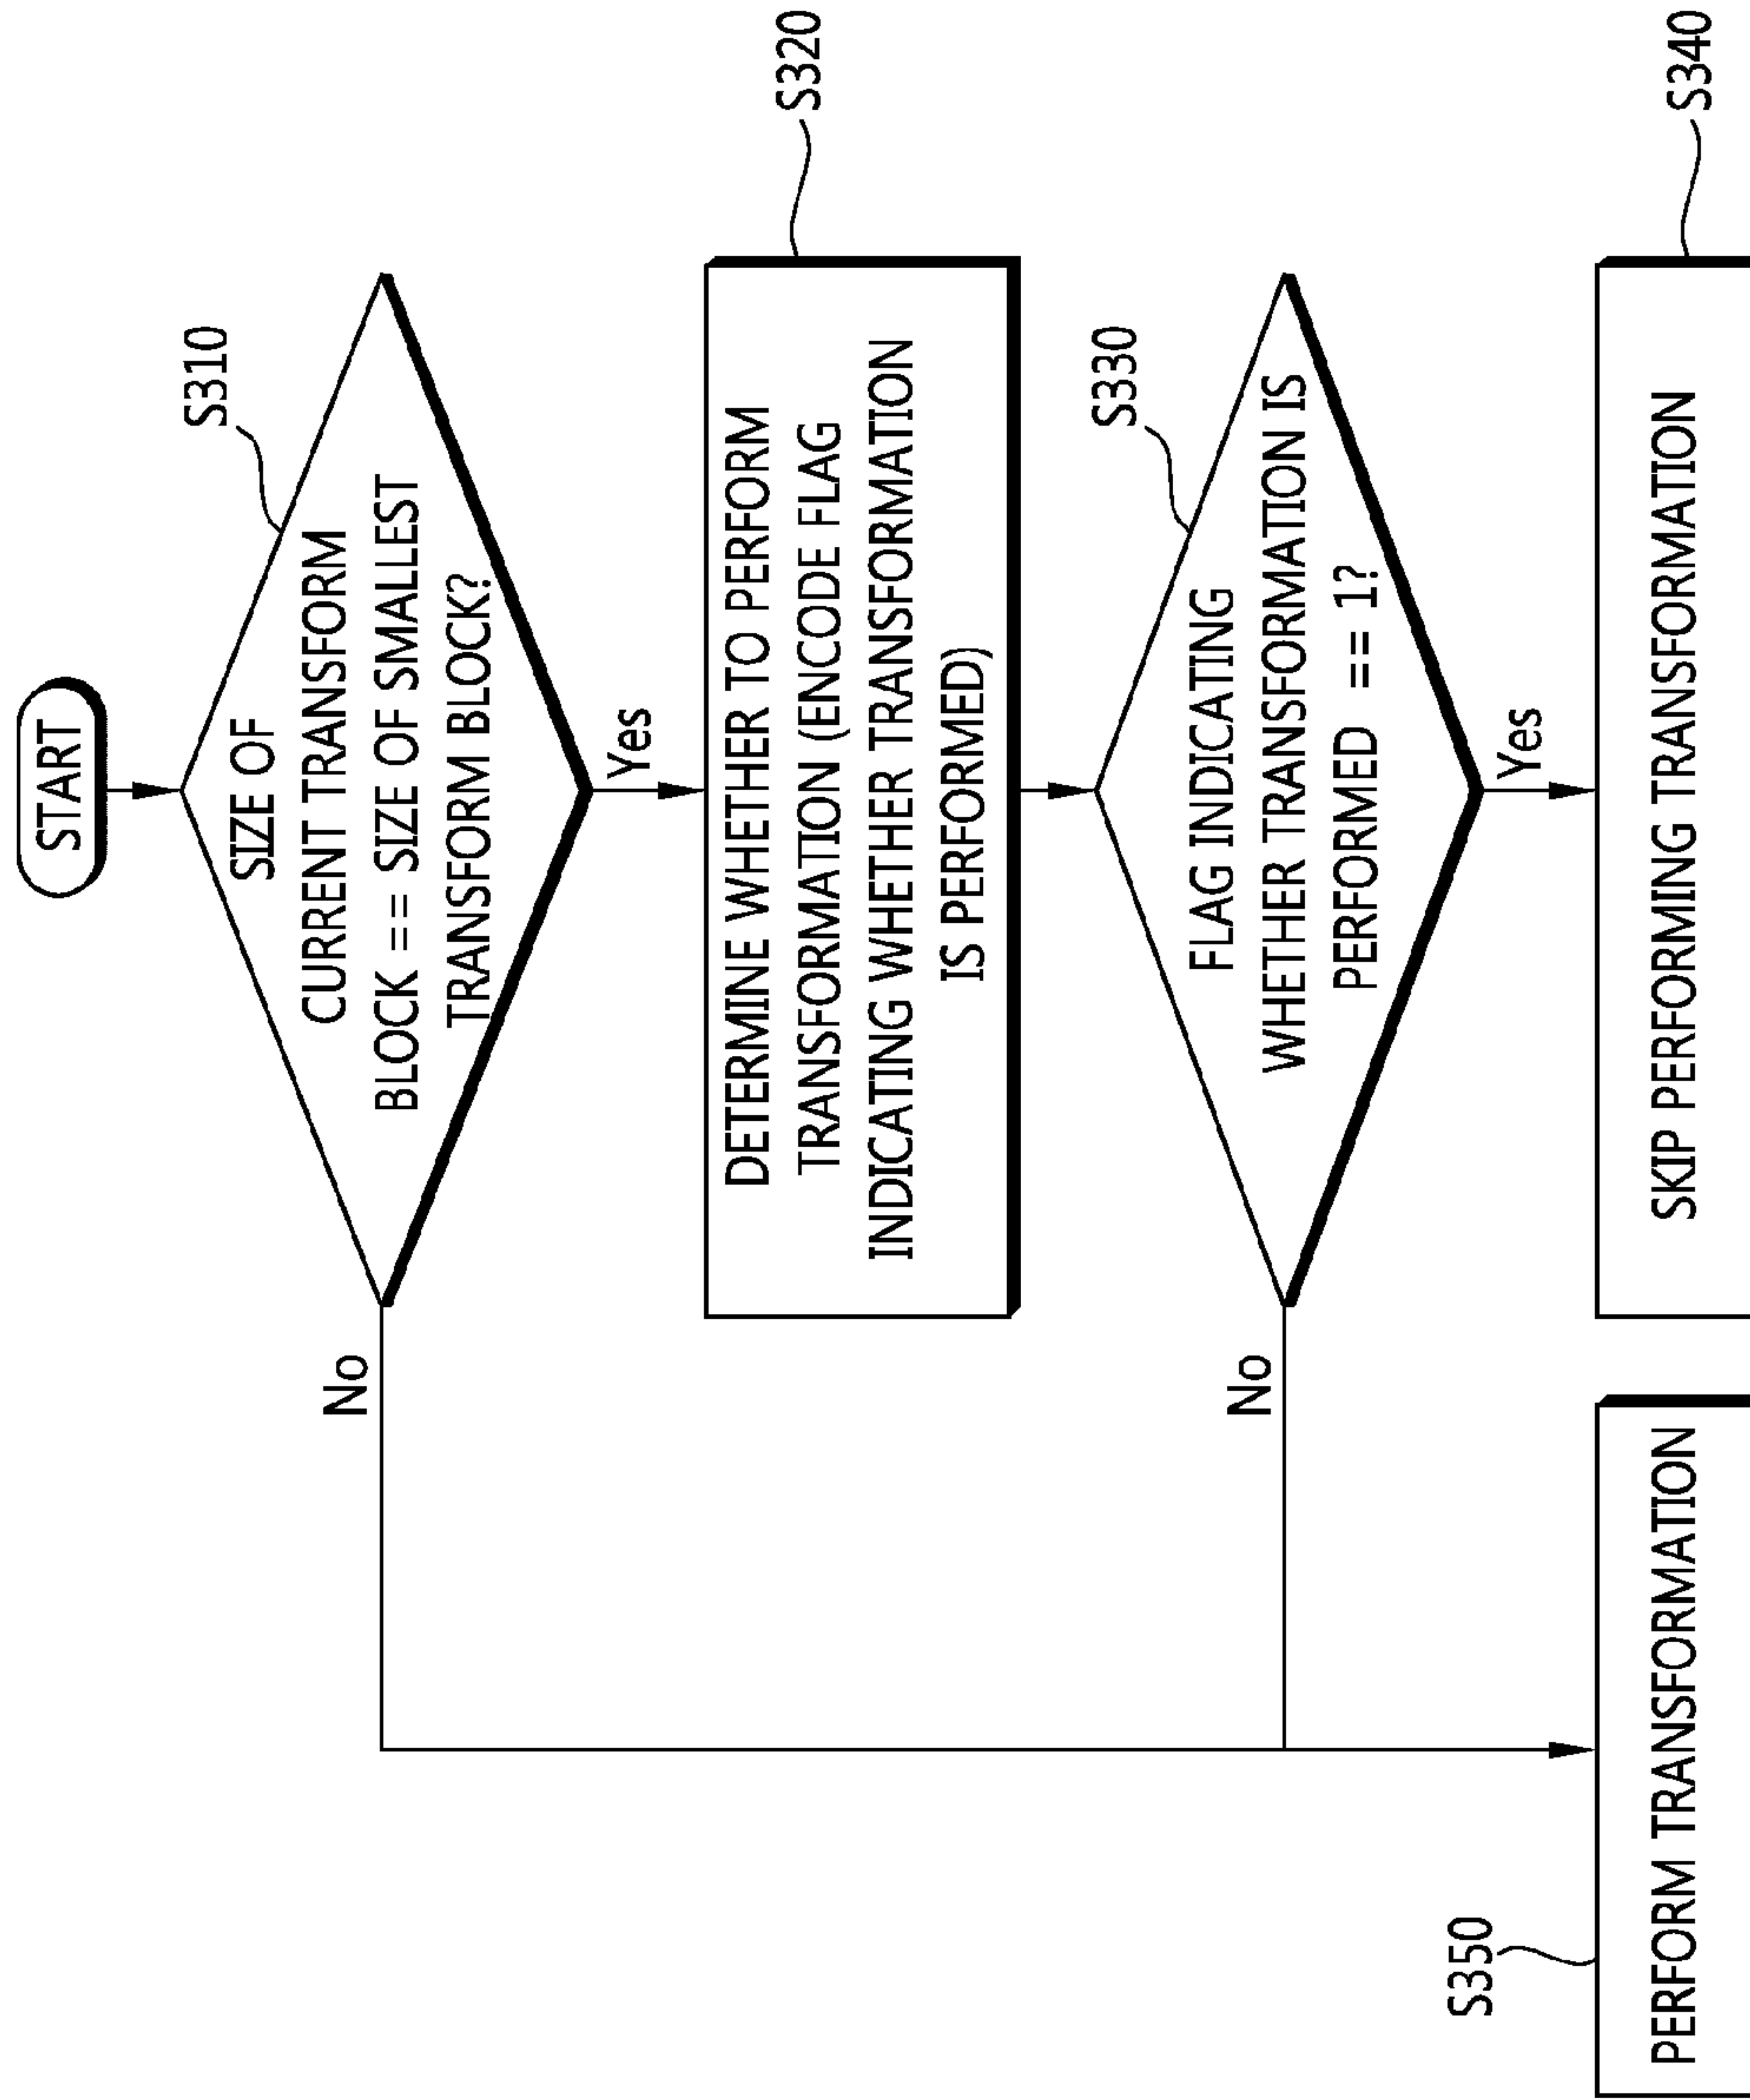 START
S310
SIZE OF
CURRENT TRANSFORM
BLOCK == SIZE OF SMALLEST
TRANSFORM BLOCK?
No
Yes
S320
DETERMINE WHETHER TO PERFORM
TRANSFORMATION (ENCODE FLAG
INDICATING WHETHER TRANSFORMATION
IS PERFORMED)
S330
FLAG INDICATING
WHETHER TRANSFORMATION IS
PERFORMED == 1?
No
Yes
S350
PERFORM TRANSFORMATION
S340
SKIP PERFORMING TRANSFORMATION